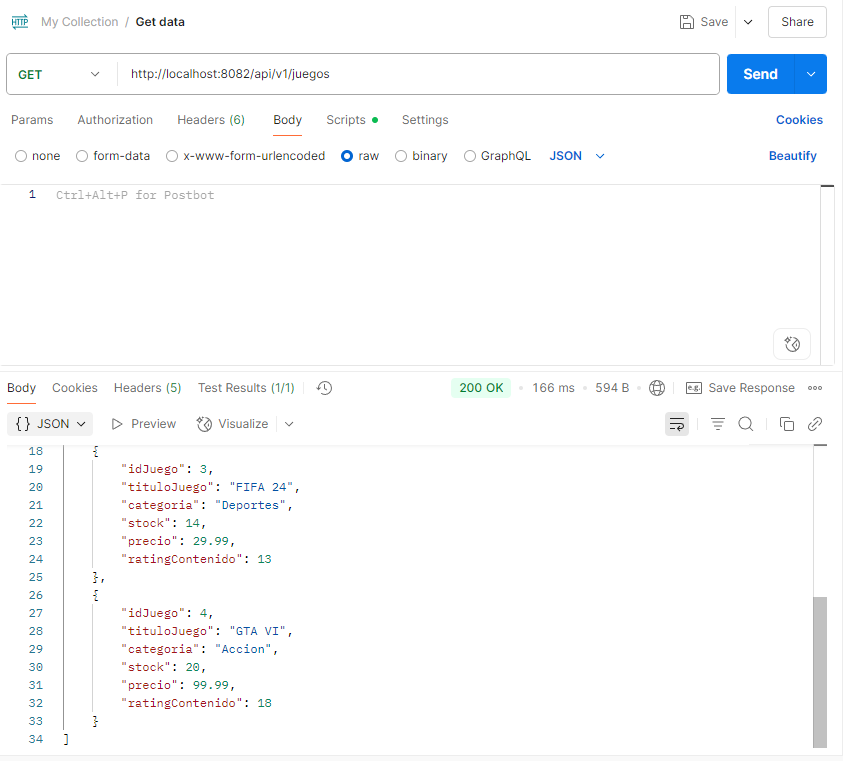 HTTP My Collection / Get data Save Share
GET http://localhost:8082/api/v1/juegos Send
Params Authorization Headers (6) Body Scripts Settings Cookies
none form-data x-www-form-urlencoded raw binary GraphQL JSON Beautify
1 Ctrl+Alt+P for Postbot
Body Cookies Headers (5) Test Results (1/1) 200 OK 166 ms 594 B e.g. Save Response
{} JSON Preview Visualize
18 {
19 "idJuego": 3,
20 "tituloJuego": "FIFA 24",
21 "categoria": "Deportes",
22 "stock": 14,
23 "precio": 29.99,
24 "ratingContenido": 13
25 },
26 {
27 "idJuego": 4,
28 "tituloJuego": "GTA VI",
29 "categoria": "Accion",
30 "stock": 20,
31 "precio": 99.99,
32 "ratingContenido": 18
33 }
34 ]